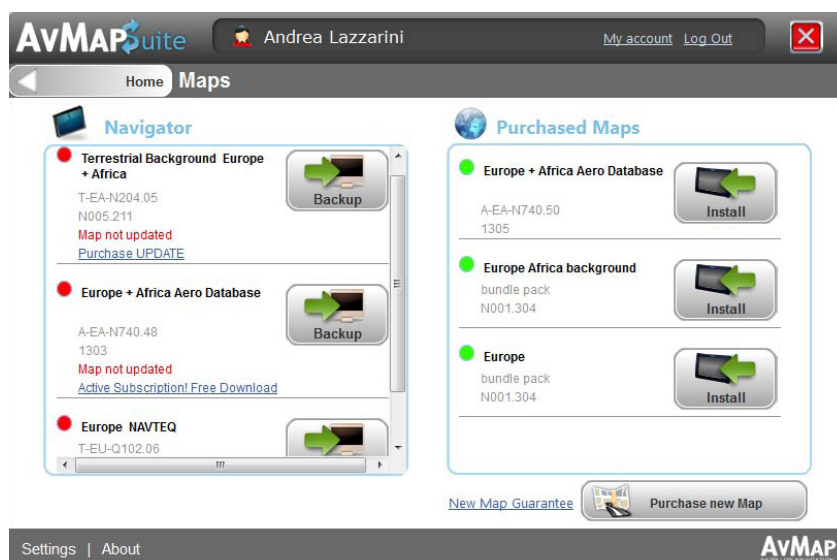 AvMapSuite
Andrea Lazzarini
My account Log Out
Home Maps
Navigator
Terrestrial Background Europe
+ Africa
T-EA-N204.05
N005.211
Map not updated
Purchase UPDATE
Backup
Europe + Africa Aero Database
A-EA-N740.48
1303
Map not updated
Active Subscription! Free Download
Backup
Europe NAVTEQ
T-EU-Q102.06
Purchased Maps
Europe + Africa Aero Database
A-EA-N740.50
1305
Install
Europe Africa background
bundle pack
N001.304
Install
Europe
bundle pack
N001.304
Install
New Map Guarantee
Purchase new Map
Settings | About
AvMap